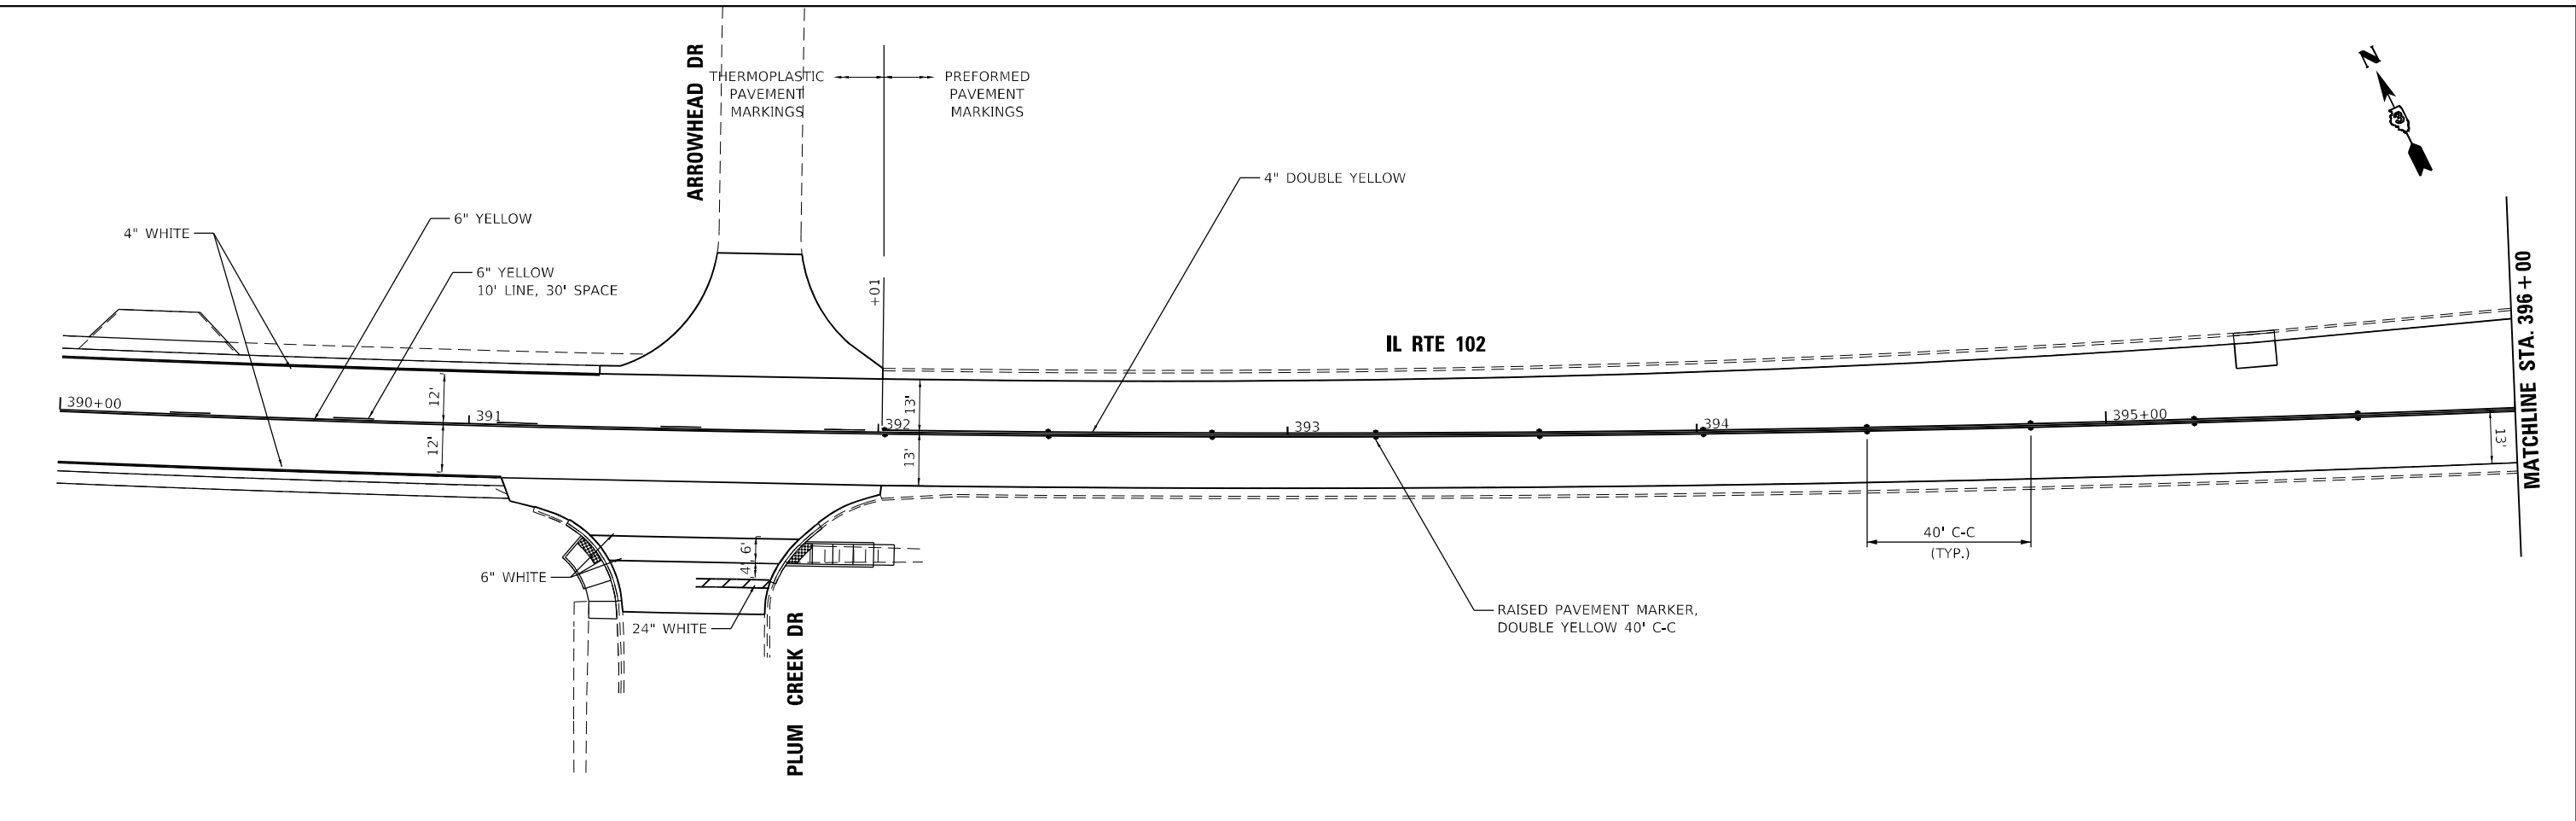 ARROWHEAD DR
THERMOPLASTIC
PAVEMENT
MARKINGS
PREFORMED
PAVEMENT
MARKINGS
N
3
4" DOUBLE YELLOW
6" YELLOW
4" WHITE
6" YELLOW
10' LINE, 30' SPACE
+01
IL RTE 102
MATCHLINE STA. 396+00
12'
13'
390+00
391
392
393
394
395+00
12'
13'
13'
40' C-C
(TYP.)
6'
4'
6" WHITE
24" WHITE
PLUM CREEK DR
RAISED PAVEMENT MARKER,
DOUBLE YELLOW 40' C-C